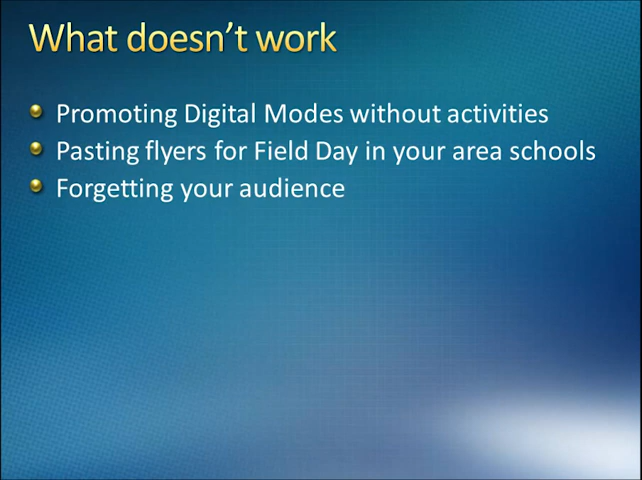 What doesn't work
Promoting Digital Modes without activities
Pasting flyers for Field Day in your area schools
Forgetting your audience